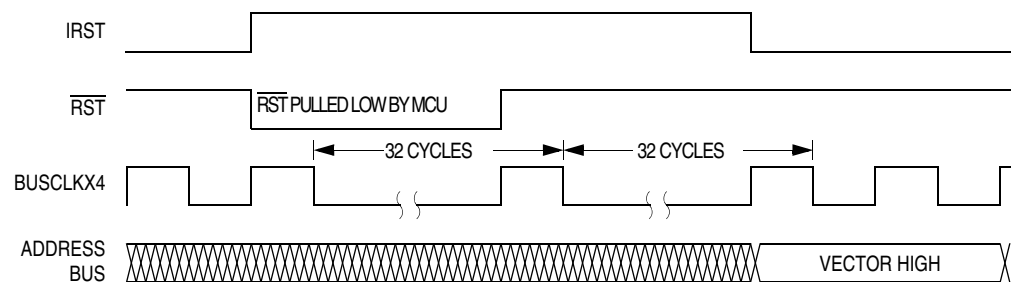 IRST
RST
RST PULLED LOW BY MCU
32 CYCLES
32 CYCLES
BUSCLKX4
ADDRESS
BUS
VECTOR HIGH